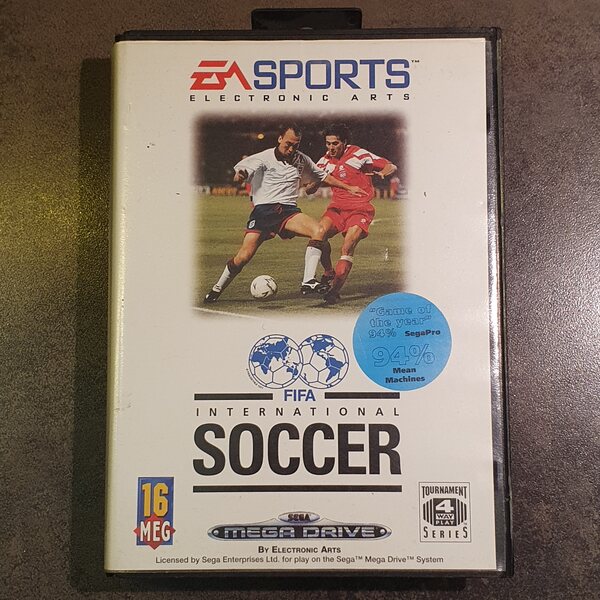 EA SPORTS™
ELECTRONIC ARTS
"Game of
the year"
94% SegaPro
94%
Mean
Machines
FIFA
INTERNATIONAL
SOCCER
16
MEG
SEGA
MEGA DRIVE
TOURNAMENT
4
WAY
PLAY
SERIES
BY ELECTRONIC ARTS
Licensed by Sega Enterprises Ltd. for play on the Sega™ Mega Drive™ System